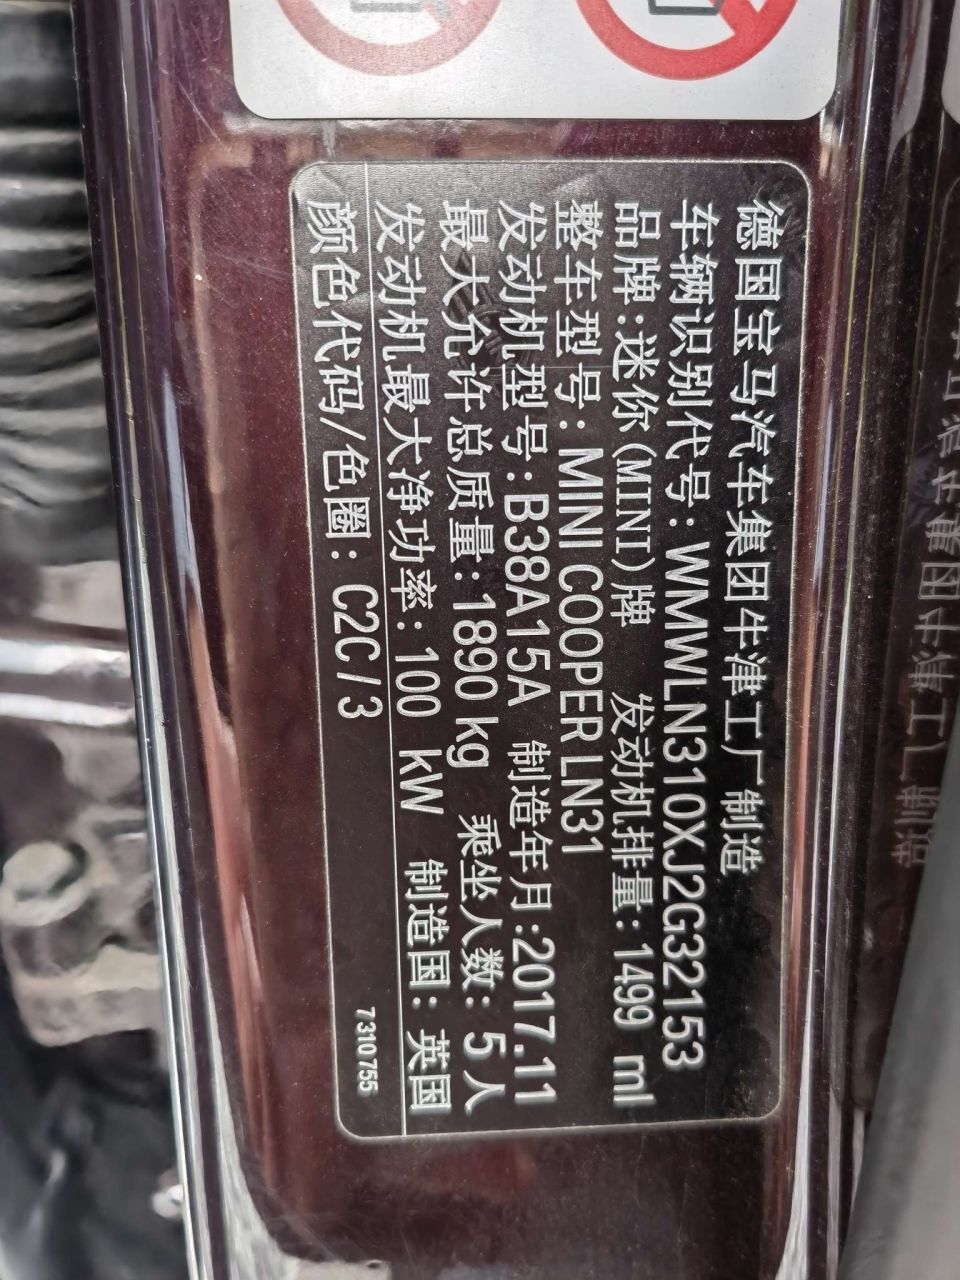 德国宝马汽车集团牛津工厂制造
车辆识别代号:WMWLN310XJ2G32153
品牌:迷你(MINI)牌 发动机排量:1499 ml
整车型号:MINI COOPER LN31
发动机型号:B38A15A 制造年月:2017.11
最大允许总质量:1890 kg 乘坐人数:5人
发动机最大净功率:100 kW 制造国:英国
颜色代码/色圈:C2C/3
7310755